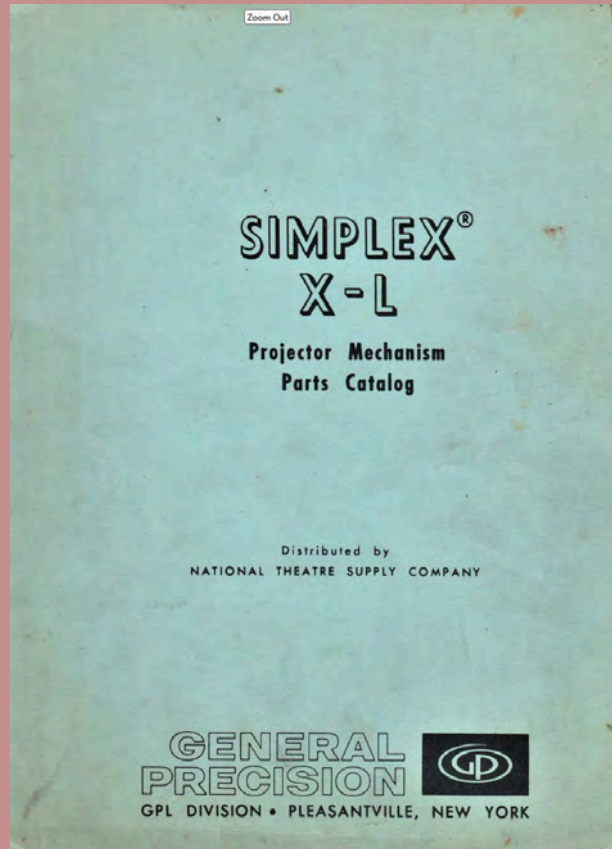 Zoom Out
SIMPLEX®
X-L
Projector Mechanism
Parts Catalog
Distributed by
NATIONAL THEATRE SUPPLY COMPANY
GENERAL
PRECISION
GP
GPL DIVISION • PLEASANTVILLE, NEW YORK